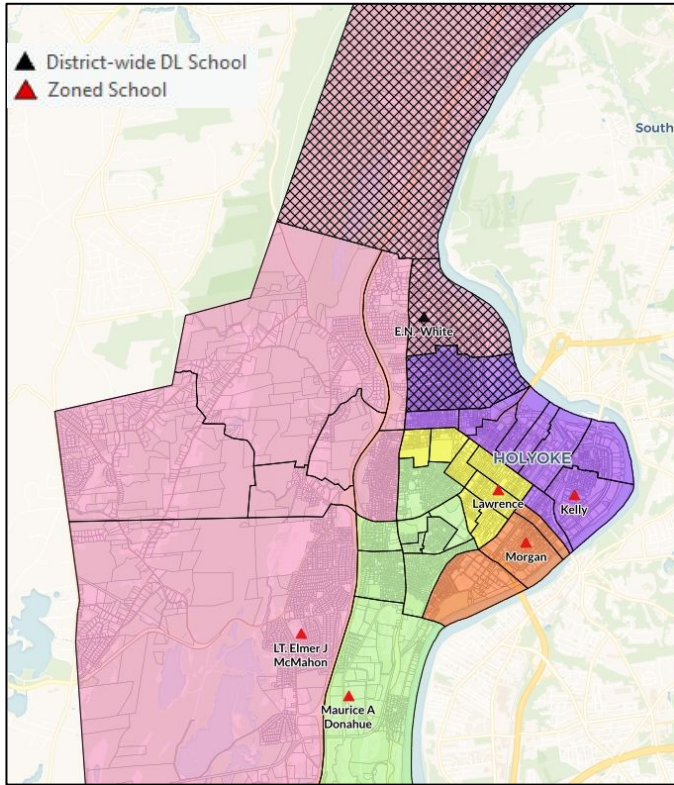 District-wide DL School
Zoned School
South
E.N. White
HOLYOKE
Lawrence
Kelly
Morgan
LT. Elmer J
McMahon
Maurice A
Donahue